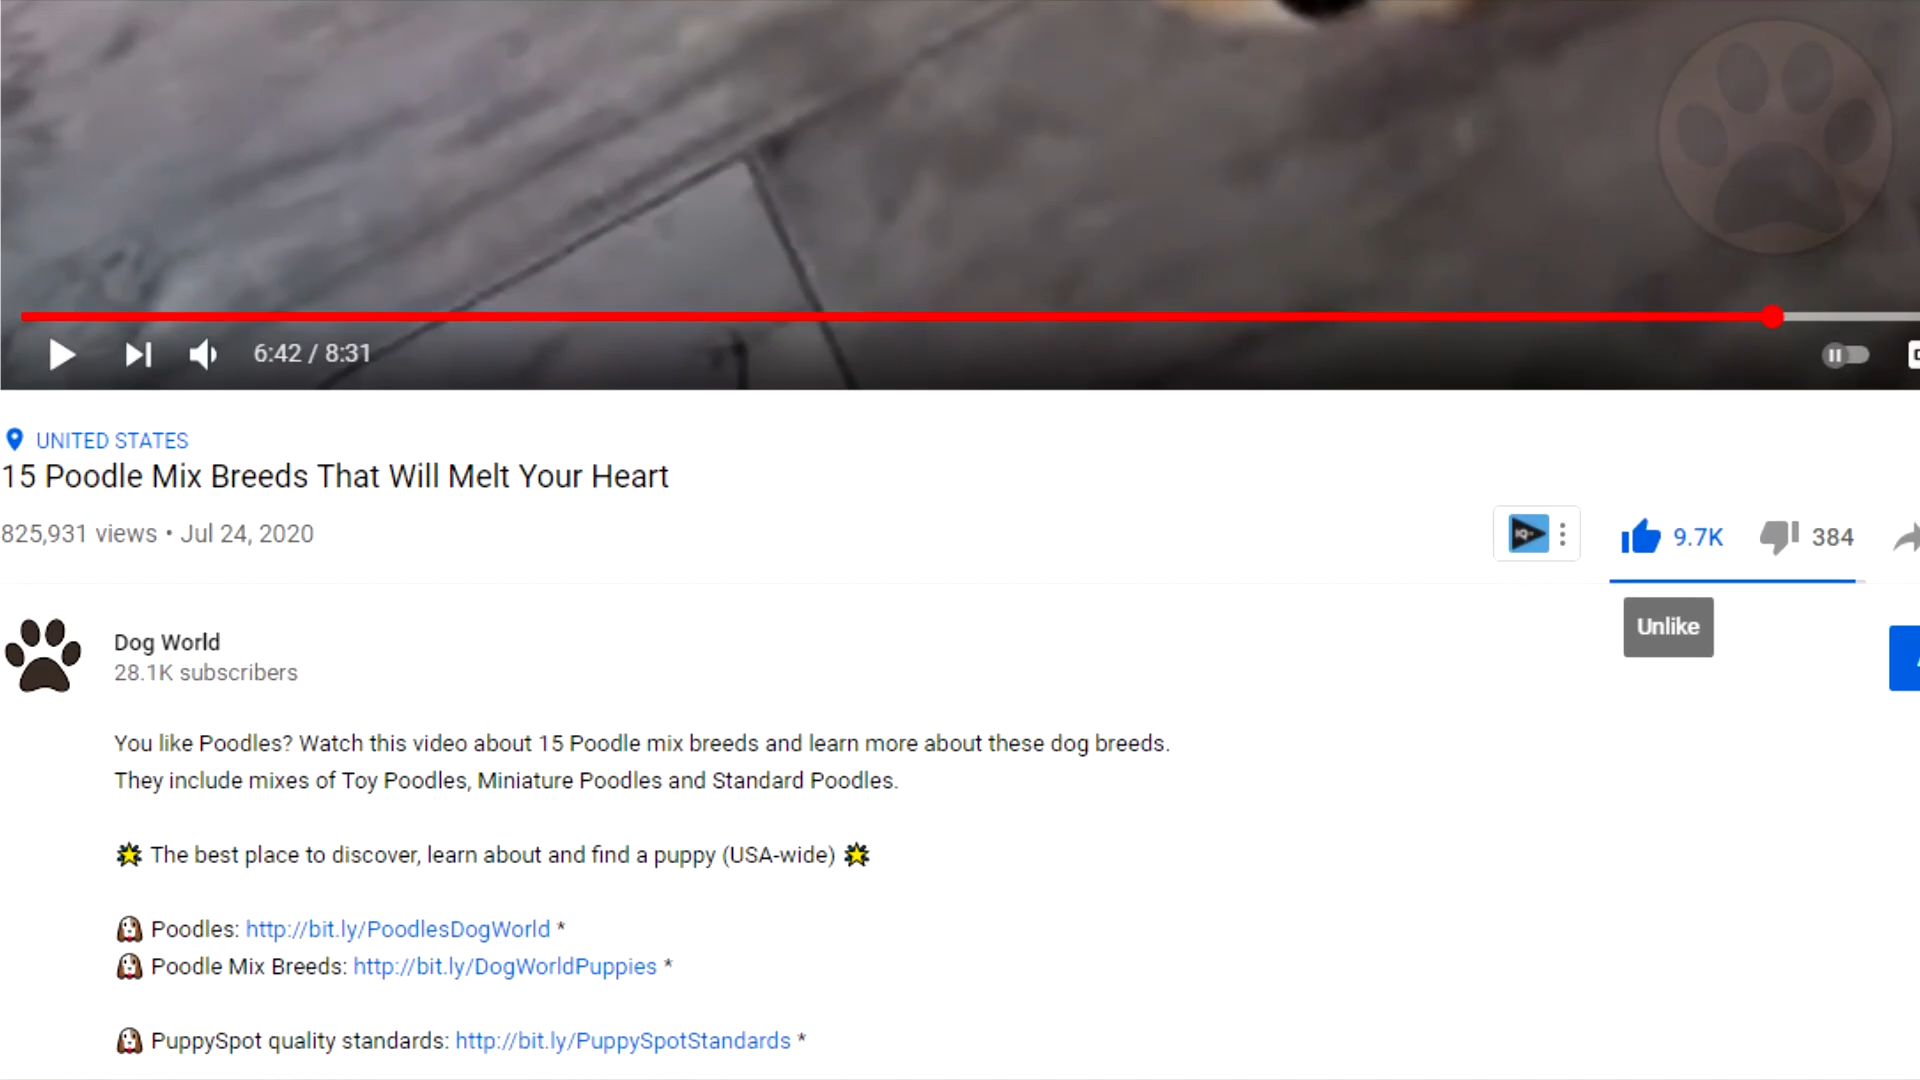 6:42 / 8:31
UNITED STATES
15 Poodle Mix Breeds That Will Melt Your Heart
825,931 views • Jul 24, 2020
IQ
9.7K
384
Unlike
Dog World
28.1K subscribers
You like Poodles? Watch this video about 15 Poodle mix breeds and learn more about these dog breeds.
They include mixes of Toy Poodles, Miniature Poodles and Standard Poodles.
The best place to discover, learn about and find a puppy (USA-wide)
Poodles: http://bit.ly/PoodlesDogWorld *
Poodle Mix Breeds: http://bit.ly/DogWorldPuppies *
PuppySpot quality standards: http://bit.ly/PuppySpotStandards *